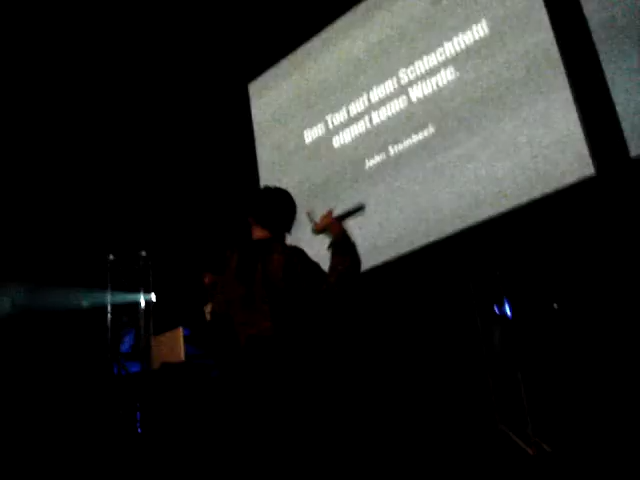 Den Tod auf dem Schlachtfeld
eignet keine Würde.
John Steinbeck